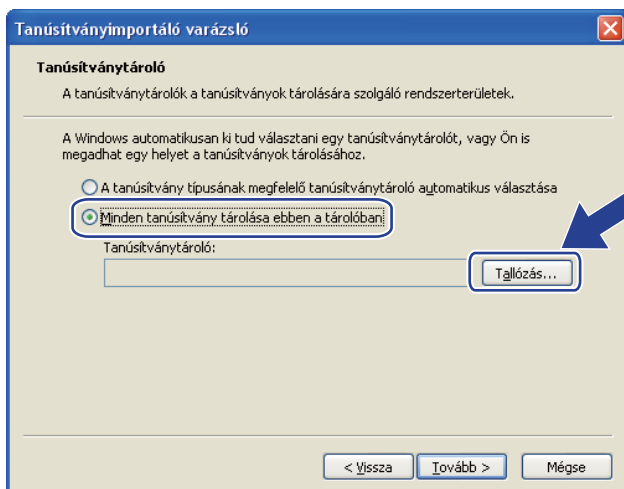 Tanúsítványimportáló varázsló
Tanúsítványtároló
A tanúsítványtárolók a tanúsítványok tárolására szolgáló rendszerterületek.
A Windows automatikusan ki tud választani egy tanúsítványtárolót, vagy Ön is
megadhat egy helyet a tanúsítványok tárolásához.
A tanúsítvány típusának megfelelő tanúsítványtároló automatikus választása
Minden tanúsítvány tárolása ebben a tárolóban
Tanúsítványtároló:
Tallózás...
< Vissza
Tovább >
Mégse